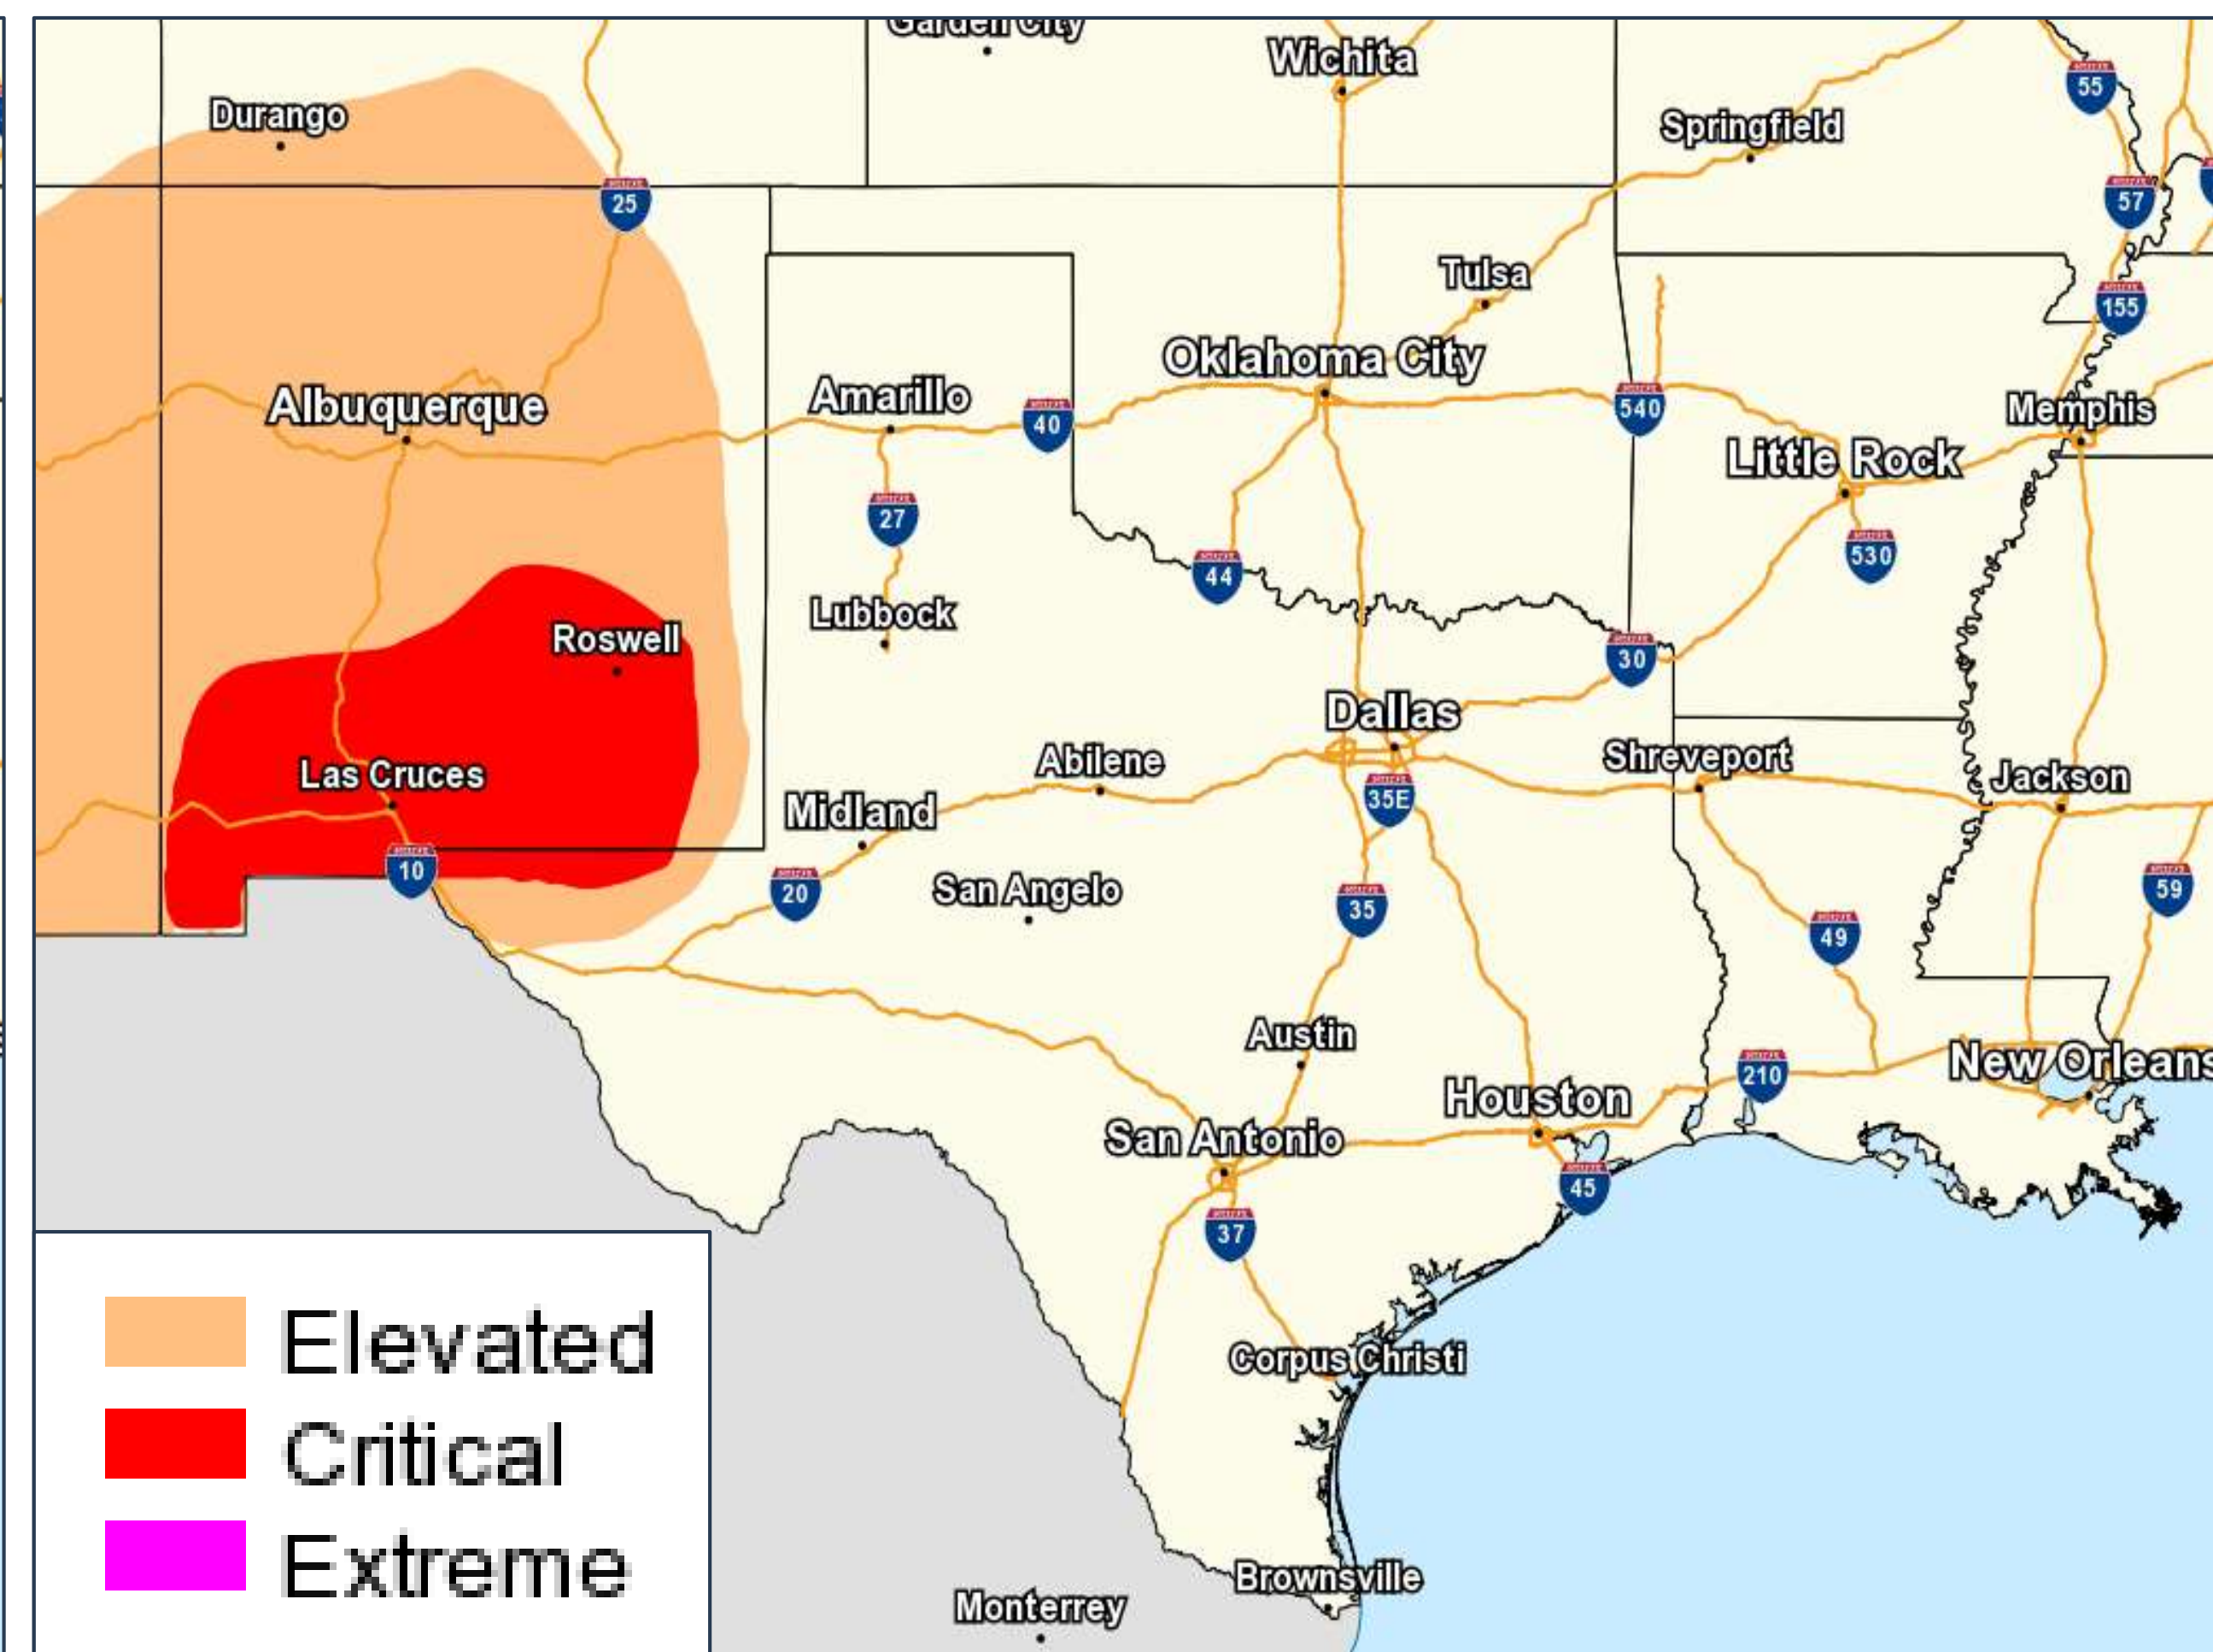 Garden City
Wichita
55
Durango
Springfield
25
57
Tulsa
155
Oklahoma City
Albuquerque
Amarillo
40
540
Memphis
Little Rock
27
530
44
Lubbock
Roswell
30
Dallas
Las Cruces
Abilene
Shreveport
Jackson
Midland
35E
10
20
San Angelo
35
59
49
Austin
New Orleans
210
Houston
San Antonio
45
37
Corpus Christi
Brownsville
Monterrey
Elevated
Critical
Extreme